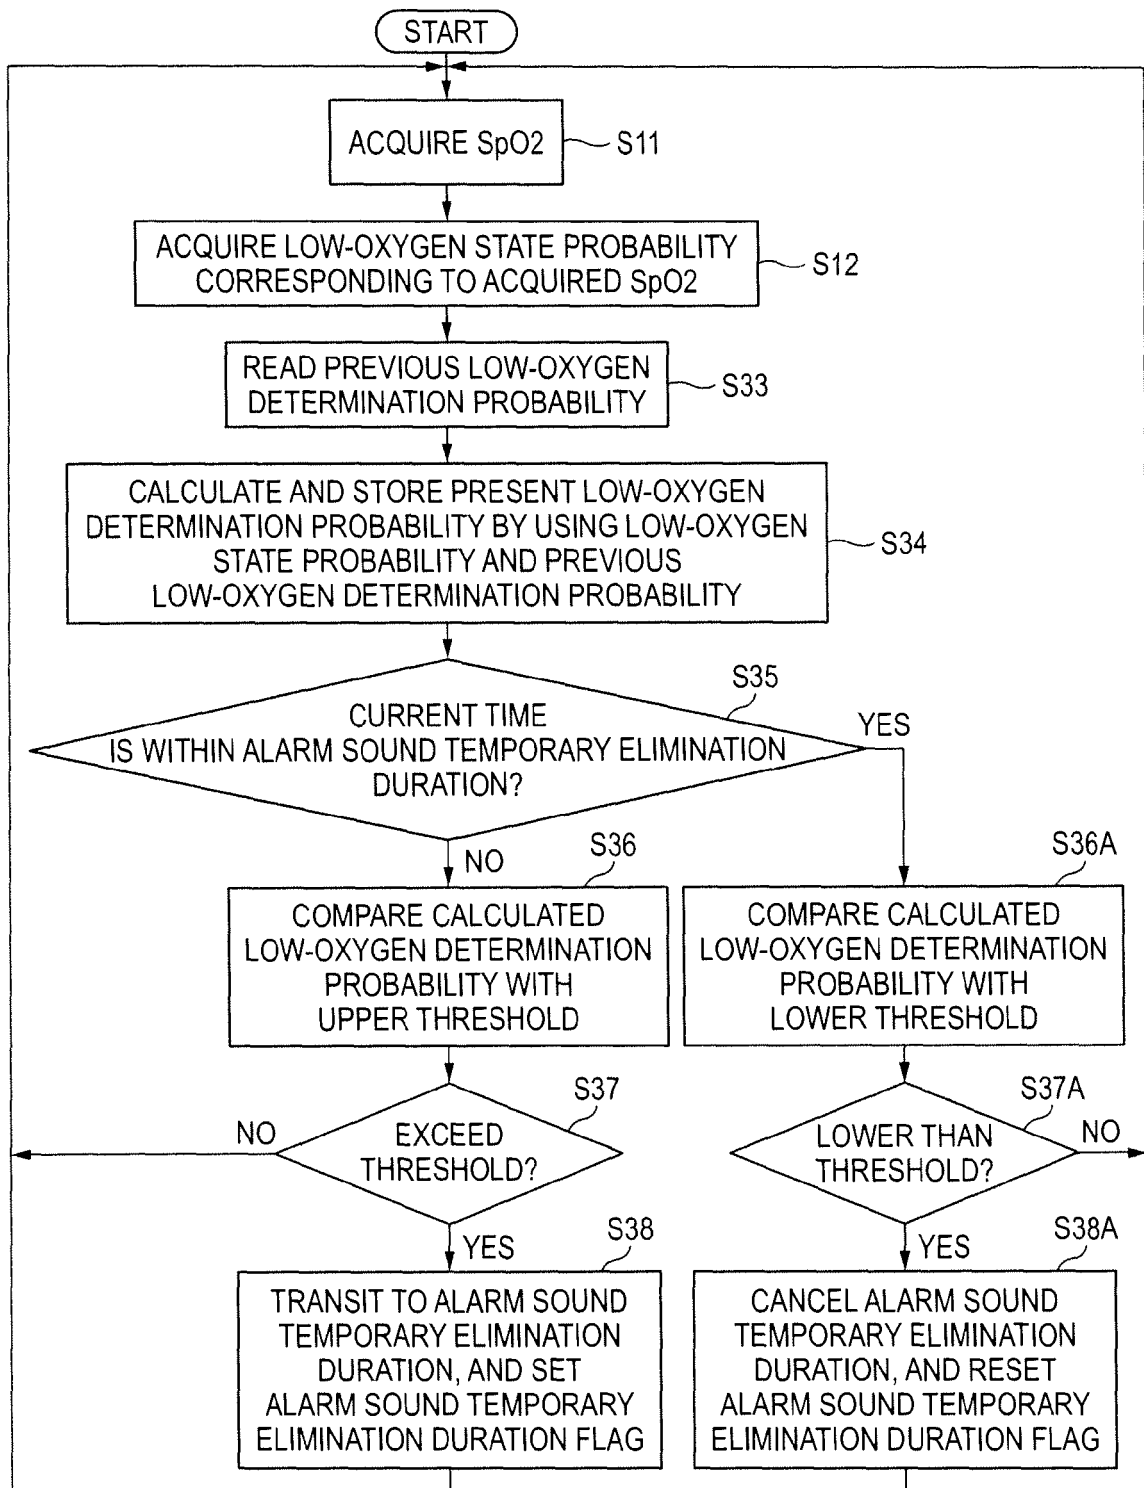 START
ACQUIRE SpO2
S11
ACQUIRE LOW-OXYGEN STATE PROBABILITY
CORRESPONDING TO ACQUIRED SpO2
S12
READ PREVIOUS LOW-OXYGEN
DETERMINATION PROBABILITY
S33
CALCULATE AND STORE PRESENT LOW-OXYGEN
DETERMINATION PROBABILITY BY USING LOW-OXYGEN
STATE PROBABILITY AND PREVIOUS
LOW-OXYGEN DETERMINATION PROBABILITY
S34
S35
CURRENT TIME
IS WITHIN ALARM SOUND TEMPORARY ELIMINATION
DURATION?
YES
NO
S36
COMPARE CALCULATED
LOW-OXYGEN DETERMINATION
PROBABILITY WITH
UPPER THRESHOLD
S36A
COMPARE CALCULATED
LOW-OXYGEN DETERMINATION
PROBABILITY WITH
LOWER THRESHOLD
S37
NO
EXCEED
THRESHOLD?
YES
S37A
LOWER THAN
THRESHOLD?
NO
YES
S38
TRANSIT TO ALARM SOUND
TEMPORARY ELIMINATION
DURATION, AND SET
ALARM SOUND TEMPORARY
ELIMINATION DURATION FLAG
S38A
CANCEL ALARM SOUND
TEMPORARY ELIMINATION
DURATION, AND RESET
ALARM SOUND TEMPORARY
ELIMINATION DURATION FLAG